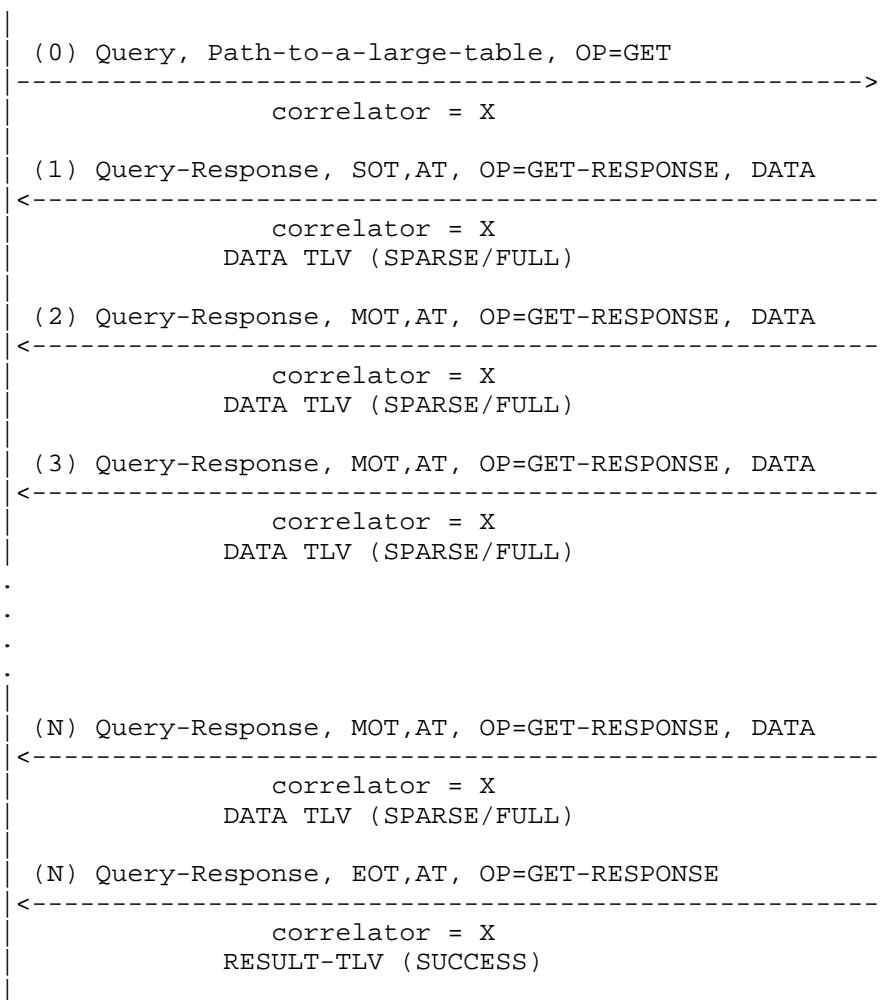 (0) Query, Path-to-a-large-table, OP=GET
correlator = X
(1) Query-Response, SOT,AT, OP=GET-RESPONSE, DATA
correlator = X
DATA TLV (SPARSE/FULL)
(2) Query-Response, MOT,AT, OP=GET-RESPONSE, DATA
correlator = X
DATA TLV (SPARSE/FULL)
(3) Query-Response, MOT,AT, OP=GET-RESPONSE, DATA
correlator = X
DATA TLV (SPARSE/FULL)
.
.
.
.
(N) Query-Response, MOT,AT, OP=GET-RESPONSE, DATA
correlator = X
DATA TLV (SPARSE/FULL)
(N) Query-Response, EOT,AT, OP=GET-RESPONSE
correlator = X
RESULT-TLV (SUCCESS)